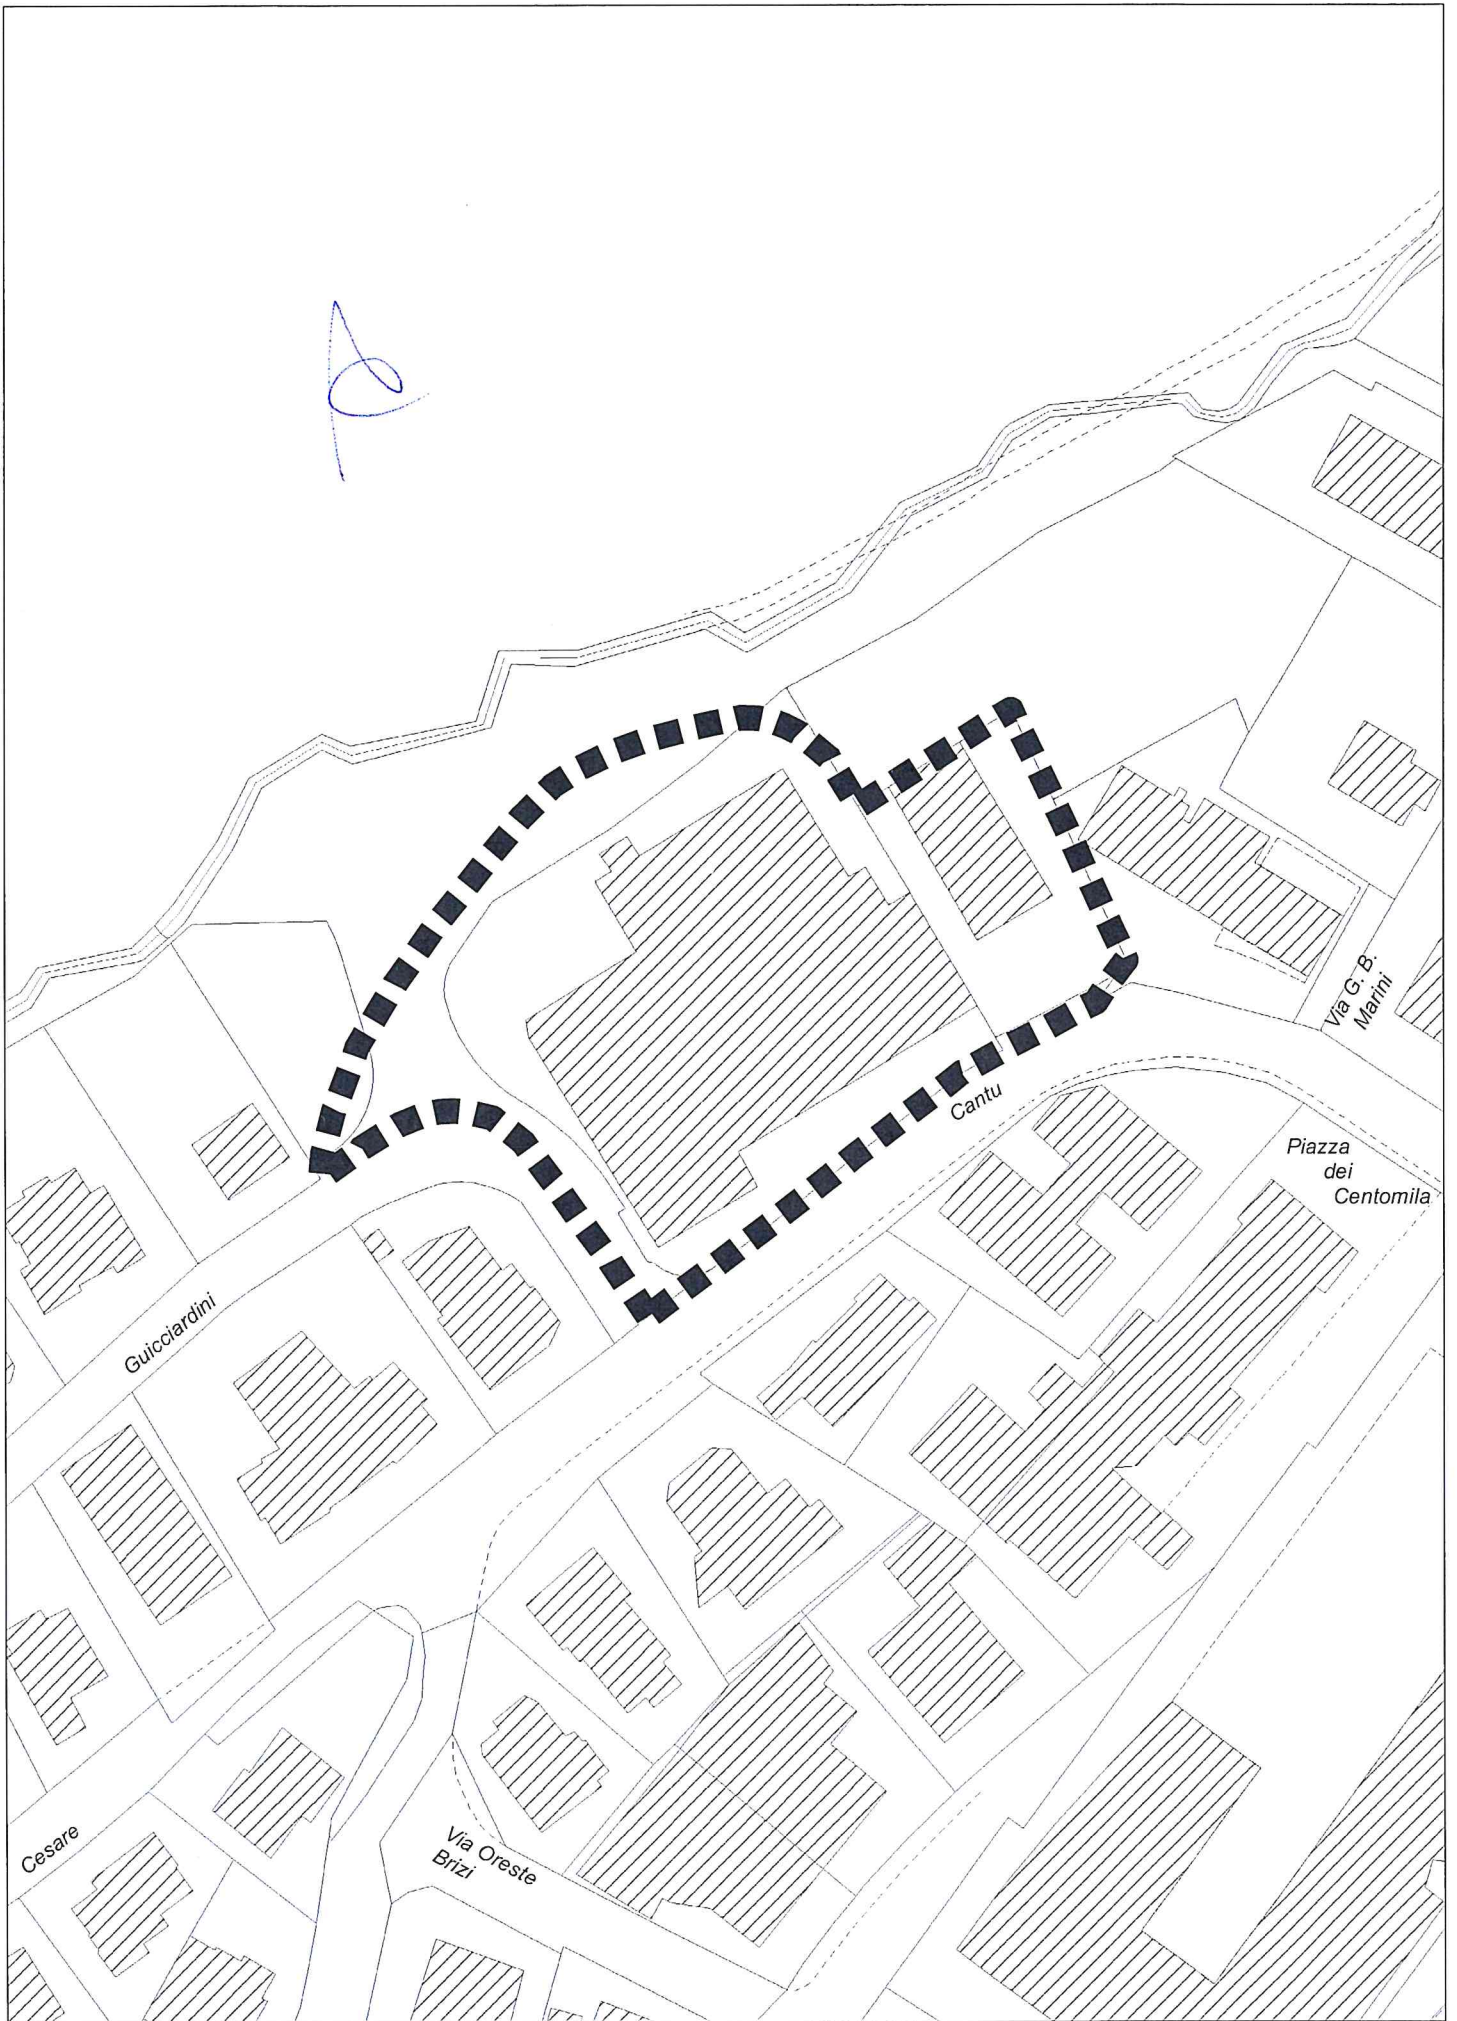 Via G. B.
Marini
Cantu
Piazza
dei
Centomila
Guicciardini
Cesare
Via Oreste
Brizi